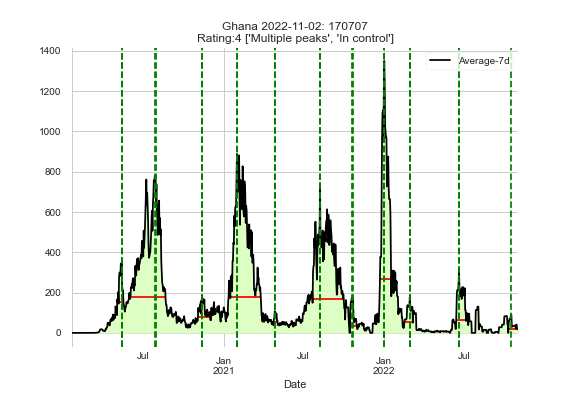 Ghana 2022-11-02: 170707
Rating:4 ['Multiple peaks', 'In control']
1400
Average-7d
1200
1000
800
600
400
200
0
Jul
Jan
2021
Jul
Jan
2022
Jul
Date